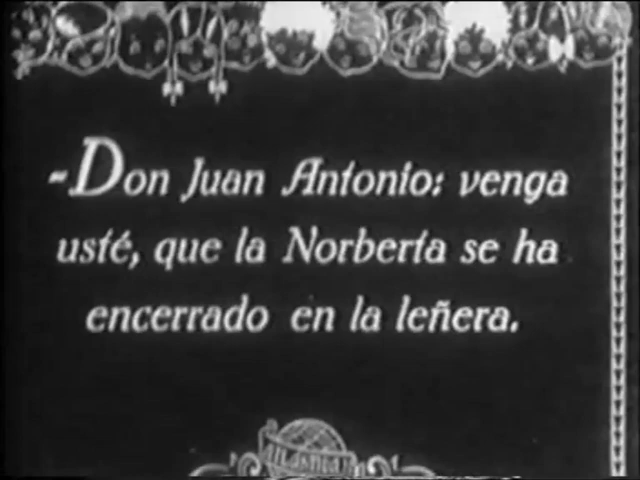 -Don Juan Antonio: venga
usté, que la Norberta se ha
encerrado en la leñera.